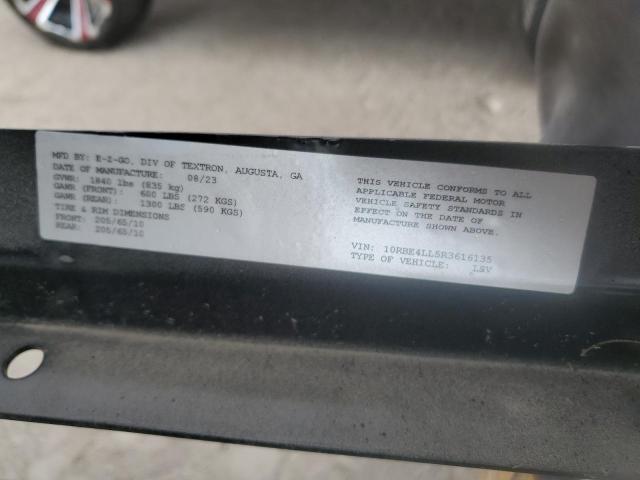 MFD BY: E-Z-GO, DIV OF TEXTRON, AUGUSTA, GA
DATE OF MANUFACTURE: 08/23
GVWR: 1840 lbs (835 kg)
GAWR (FRONT): 600 LBS (272 KGS)
GAWR (REAR): 1300 LBS (590 KGS)
TIRE & RIM DIMENSIONS
FRONT: 205/65/10
REAR: 205/65/10
THIS VEHICLE CONFORMS TO ALL
APPLICABLE FEDERAL MOTOR
VEHICLE SAFETY STANDARDS IN
EFFECT ON THE DATE OF
MANUFACTURE SHOWN ABOVE.
VIN: 10RBE4LL5R3616135
TYPE OF VEHICLE: LSV